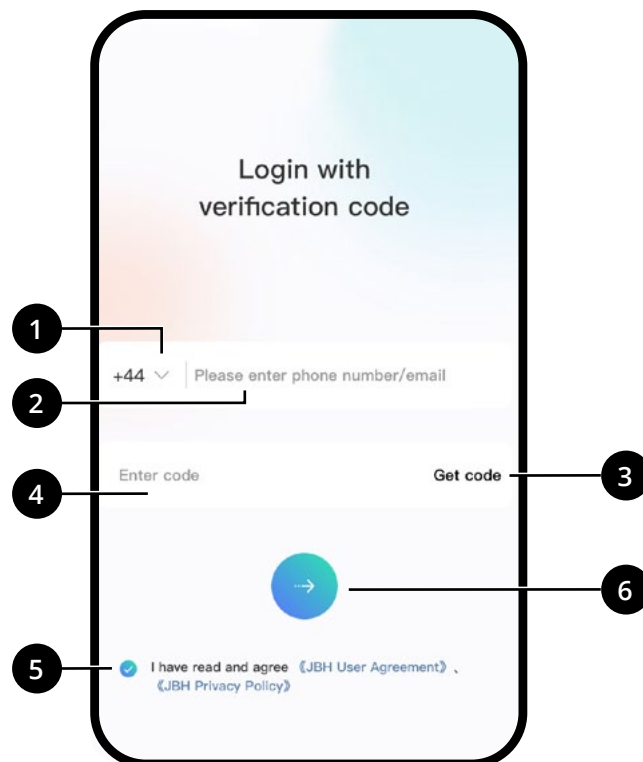 Login with
verification code
1
+44 Please enter phone number/email
2
Enter code Get code
3
4
6
5
I have read and agree 《JBH User Agreement》、
《JBH Privacy Policy》